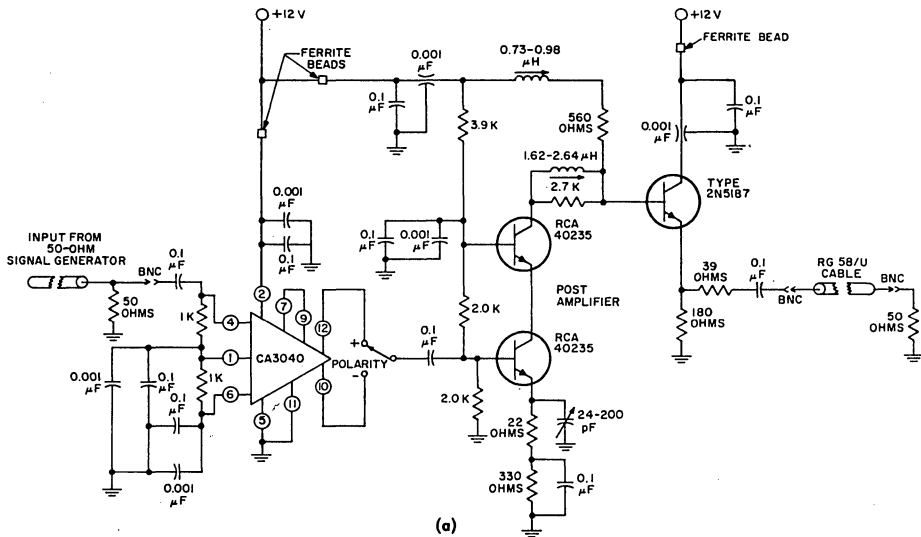 +12 V
+12 V
FERRITE
BEADS
FERRITE BEAD
0.001
µF
0.73-0.98
µH
0.1
µF
3.9 K
560
OHMS
0.1
µF
0.001
µF
1.62-2.64 µH
2.7 K
TYPE
2N5187
0.001
µF
0.1
µF
INPUT FROM
50-OHM
SIGNAL GENERATOR
BNC
0.1
µF
50
OHMS
1 K
0.1
µF
0.001
µF
RCA
40235
POST
AMPLIFIER
2.0 K
39
OHMS
0.1
µF
BNC
RG 58/U
CABLE
BNC
180
OHMS
50
OHMS
2
7
9
12
4
CA3040
1
6
10
11
5
+
POLARITY
-
0.1
µF
RCA
40235
0.001
µF
0.1
µF
1 K
0.1
µF
0.001
µF
2.0 K
22
OHMS
24-200
pF
330
OHMS
0.1
µF
(a)